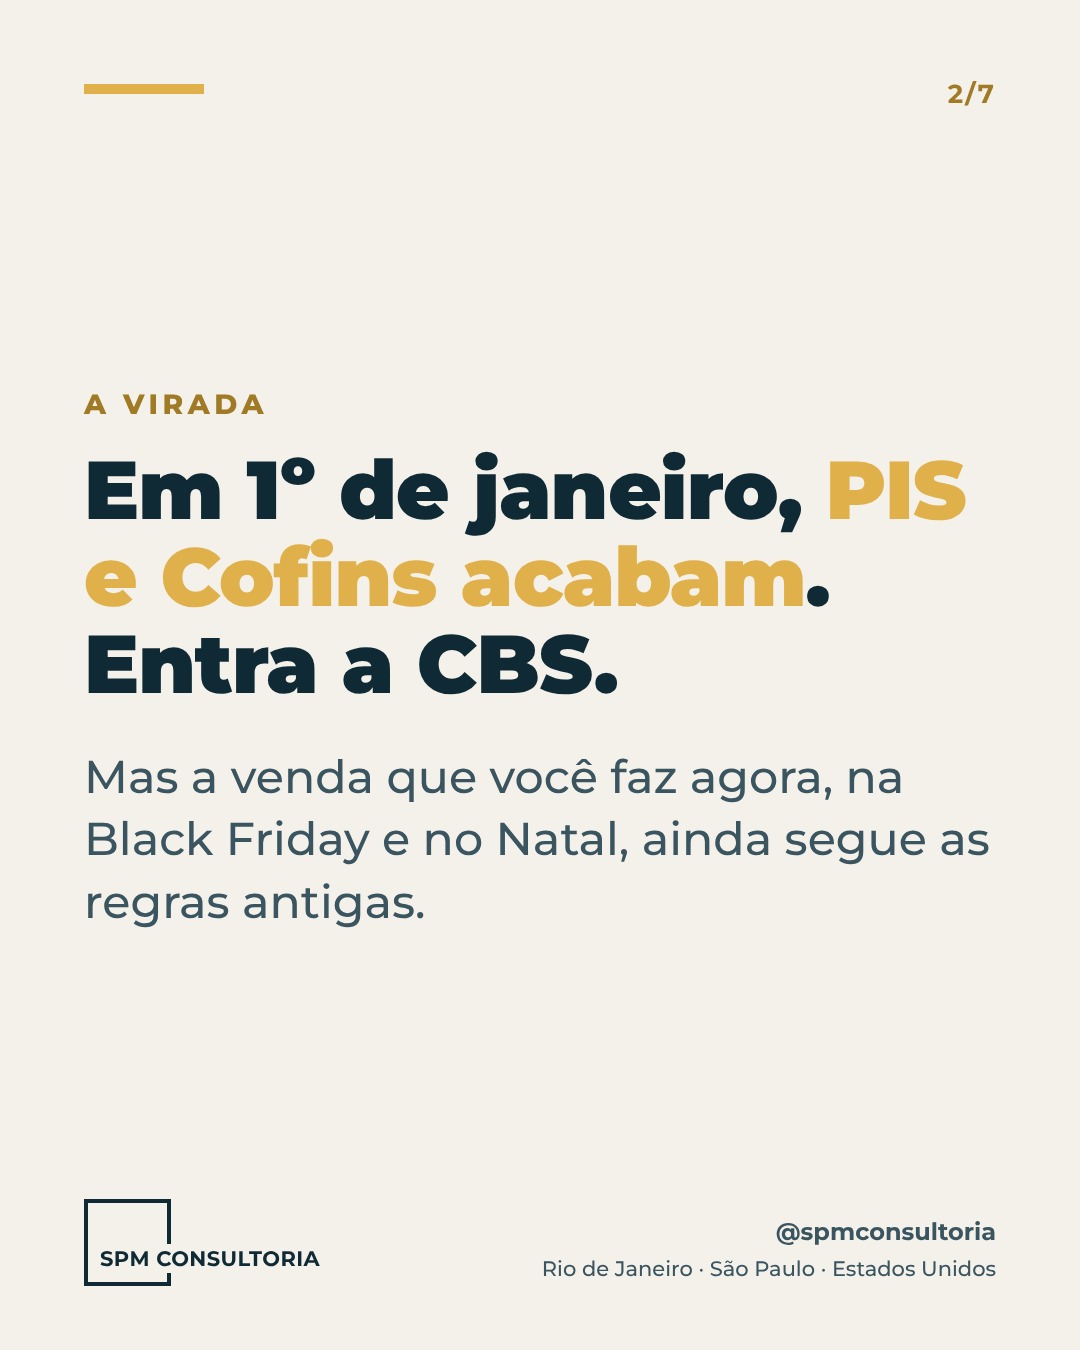 2/7
A VIRADA
Em 1º de janeiro, PIS
e Cofins acabam.
Entra a CBS.
Mas a venda que você faz agora, na
Black Friday e no Natal, ainda segue as
regras antigas.
SPM CONSULTORIA
@spmconsultoria
Rio de Janeiro · São Paulo · Estados Unidos